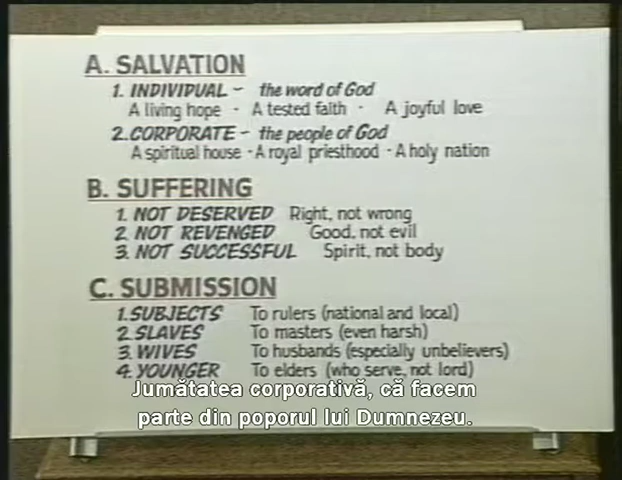 A. SALVATION
1. INDIVIDUAL - the word of God
A living hope - A tested faith - A joyful love
2. CORPORATE - the people of God
A spiritual house - A royal priesthood - A holy nation
B. SUFFERING
1. NOT DESERVED Right, not wrong
2. NOT REVENGED Good, not evil
3. NOT SUCCESSFUL Spirit, not body
C. SUBMISSION
1. SUBJECTS To rulers (national and local)
2. SLAVES To masters (even harsh)
3. WIVES To husbands (especially unbelievers)
4. YOUNGER To elders (who serve, not lord)
Jumătatea corporativă, că facem
parte din poporul lui Dumnezeu.